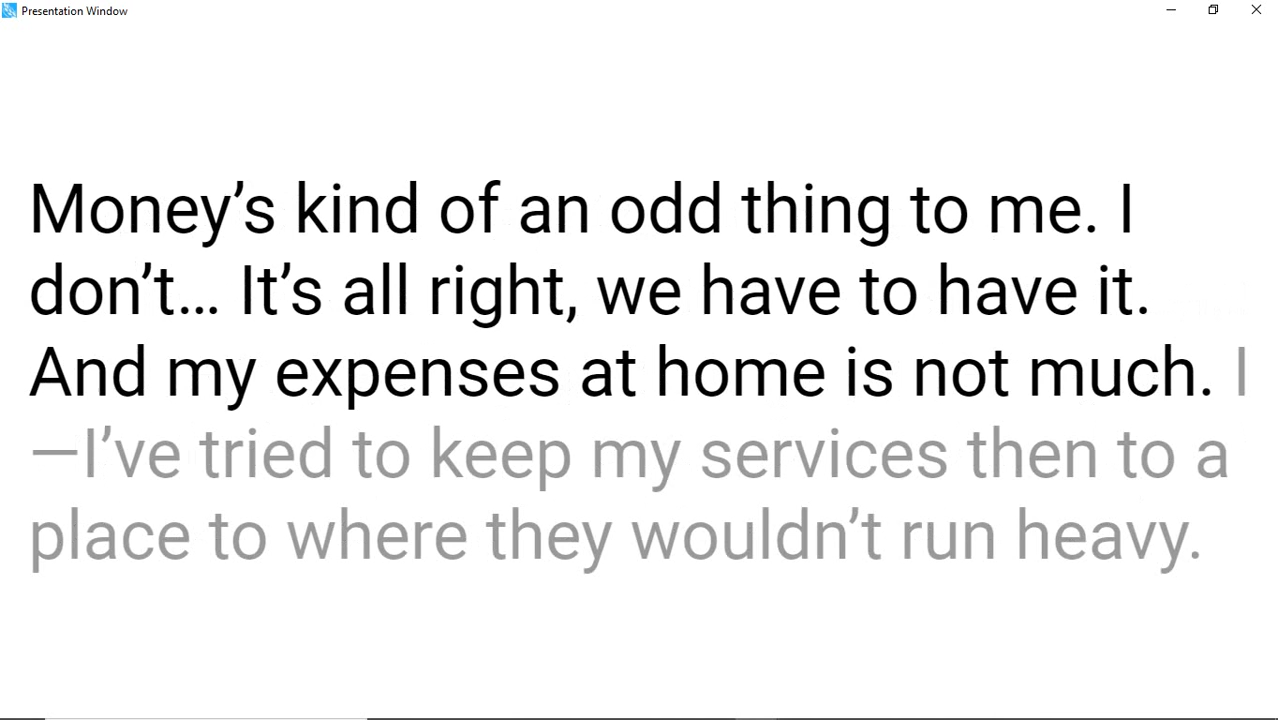 Presentation Window
Money’s kind of an odd thing to me. I
don’t... It’s all right, we have to have it.
And my expenses at home is not much. I
—I’ve tried to keep my services then to a
place to where they wouldn’t run heavy.